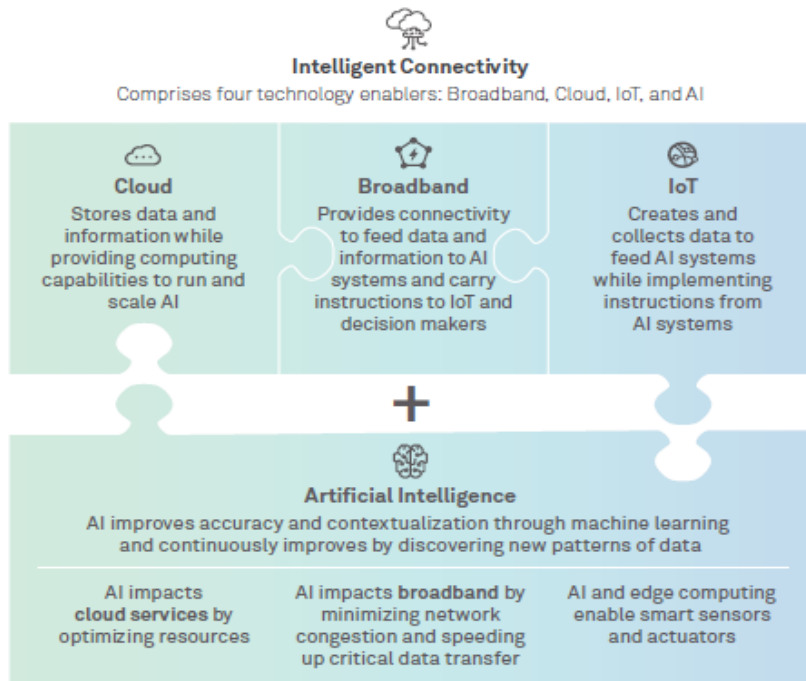 Intelligent Connectivity
Comprises four technology enablers: Broadband, Cloud, IoT, and AI
Cloud
Stores data and
information while
providing computing
capabilities to run and
scale AI
Broadband
Provides connectivity
to feed data and
information to AI
systems and carry
instructions to IoT and
decision makers
IoT
Creates and
collects data to
feed AI systems
while implementing
instructions from
AI systems
+
Artificial Intelligence
AI improves accuracy and contextualization through machine learning
and continuously improves by discovering new patterns of data
AI impacts
cloud services by
optimizing resources
AI impacts broadband by
minimizing network
congestion and speeding
up critical data transfer
AI and edge computing
enable smart sensors
and actuators